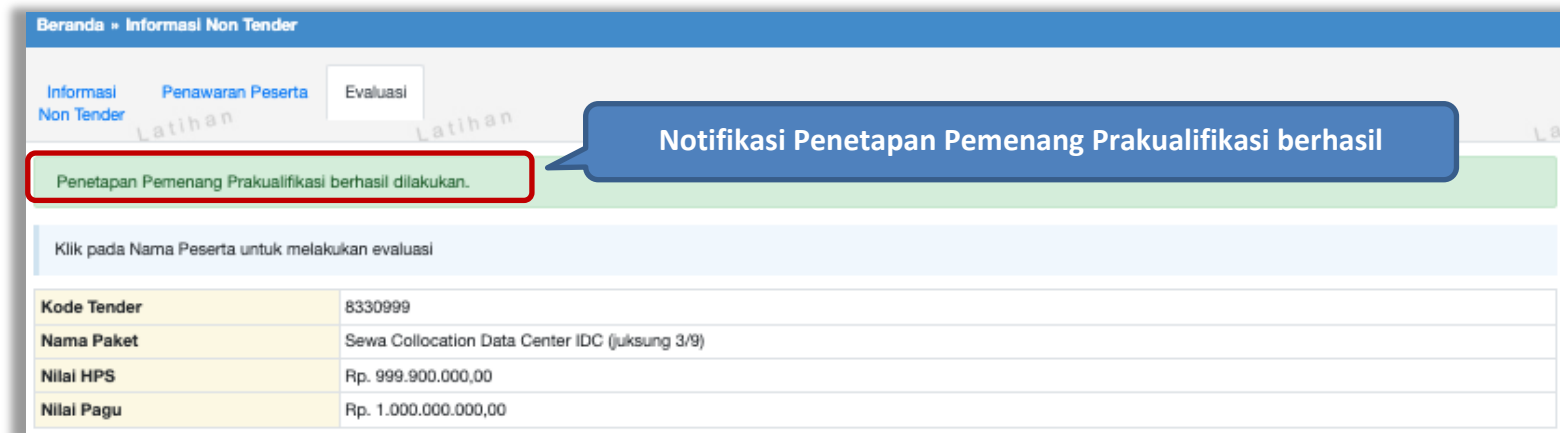 Beranda » Informasi Non Tender
Informasi Non Tender
Penawaran Peserta
Evaluasi
Latihan
Latihan
La
Notifikasi Penetapan Pemenang Prakualifikasi berhasil
Penetapan Pemenang Prakualifikasi berhasil dilakukan.
Klik pada Nama Peserta untuk melakukan evaluasi
Kode Tender 8330999
Nama Paket Sewa Collocation Data Center IDC (juksung 3/9)
Nilai HPS Rp. 999.900.000,00
Nilai Pagu Rp. 1.000.000.000,00